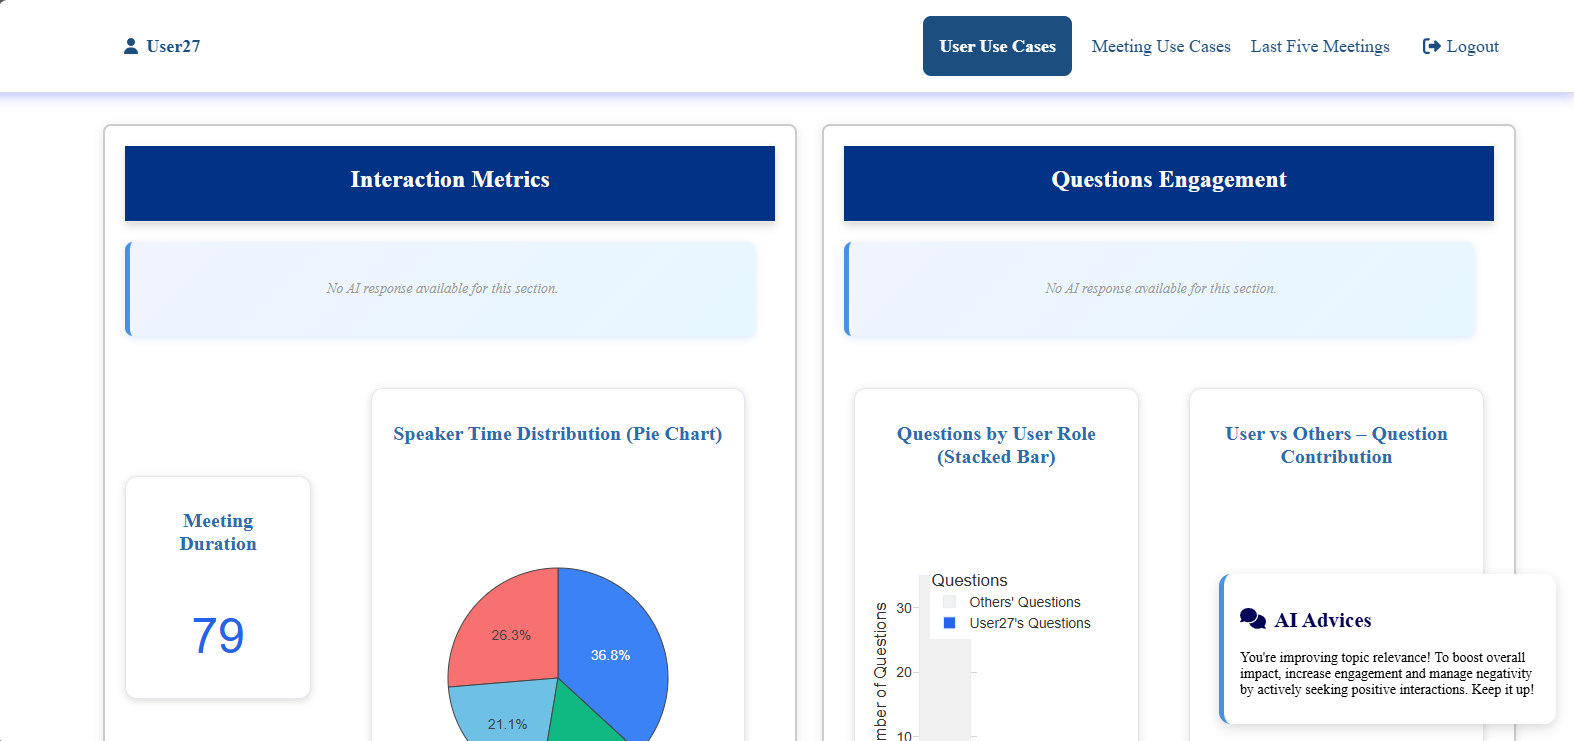 User27
User Use Cases
Meeting Use Cases
Last Five Meetings
Logout
Interaction Metrics
No AI response available for this section.
Meeting
Duration
79
Speaker Time Distribution (Pie Chart)
26.3%
36.8%
21.1%
Questions Engagement
No AI response available for this section.
Questions by User Role
(Stacked Bar)
Questions
Others' Questions
User27's Questions
30
20
10
mber of Questions
User vs Others – Question
Contribution
AI Advices
You're improving topic relevance! To boost overall
impact, increase engagement and manage negativity
by actively seeking positive interactions. Keep it up!